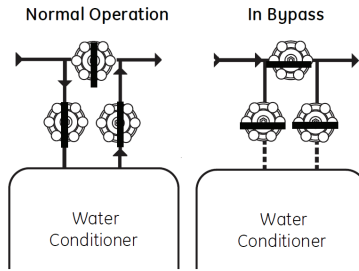 Normal Operation
In Bypass
Water
Conditioner
Water
Conditioner